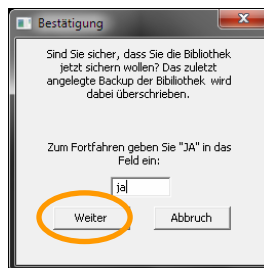 Bestätigung
Sind Sie sicher, dass Sie die Bibliothek
jetzt sichern wollen? Das zuletzt
angelegte Backup der Bibiliothek wird
dabei überschrieben.
Zum Fortfahren geben Sie "JA" in das
Feld ein:
ja
Weiter Abbruch